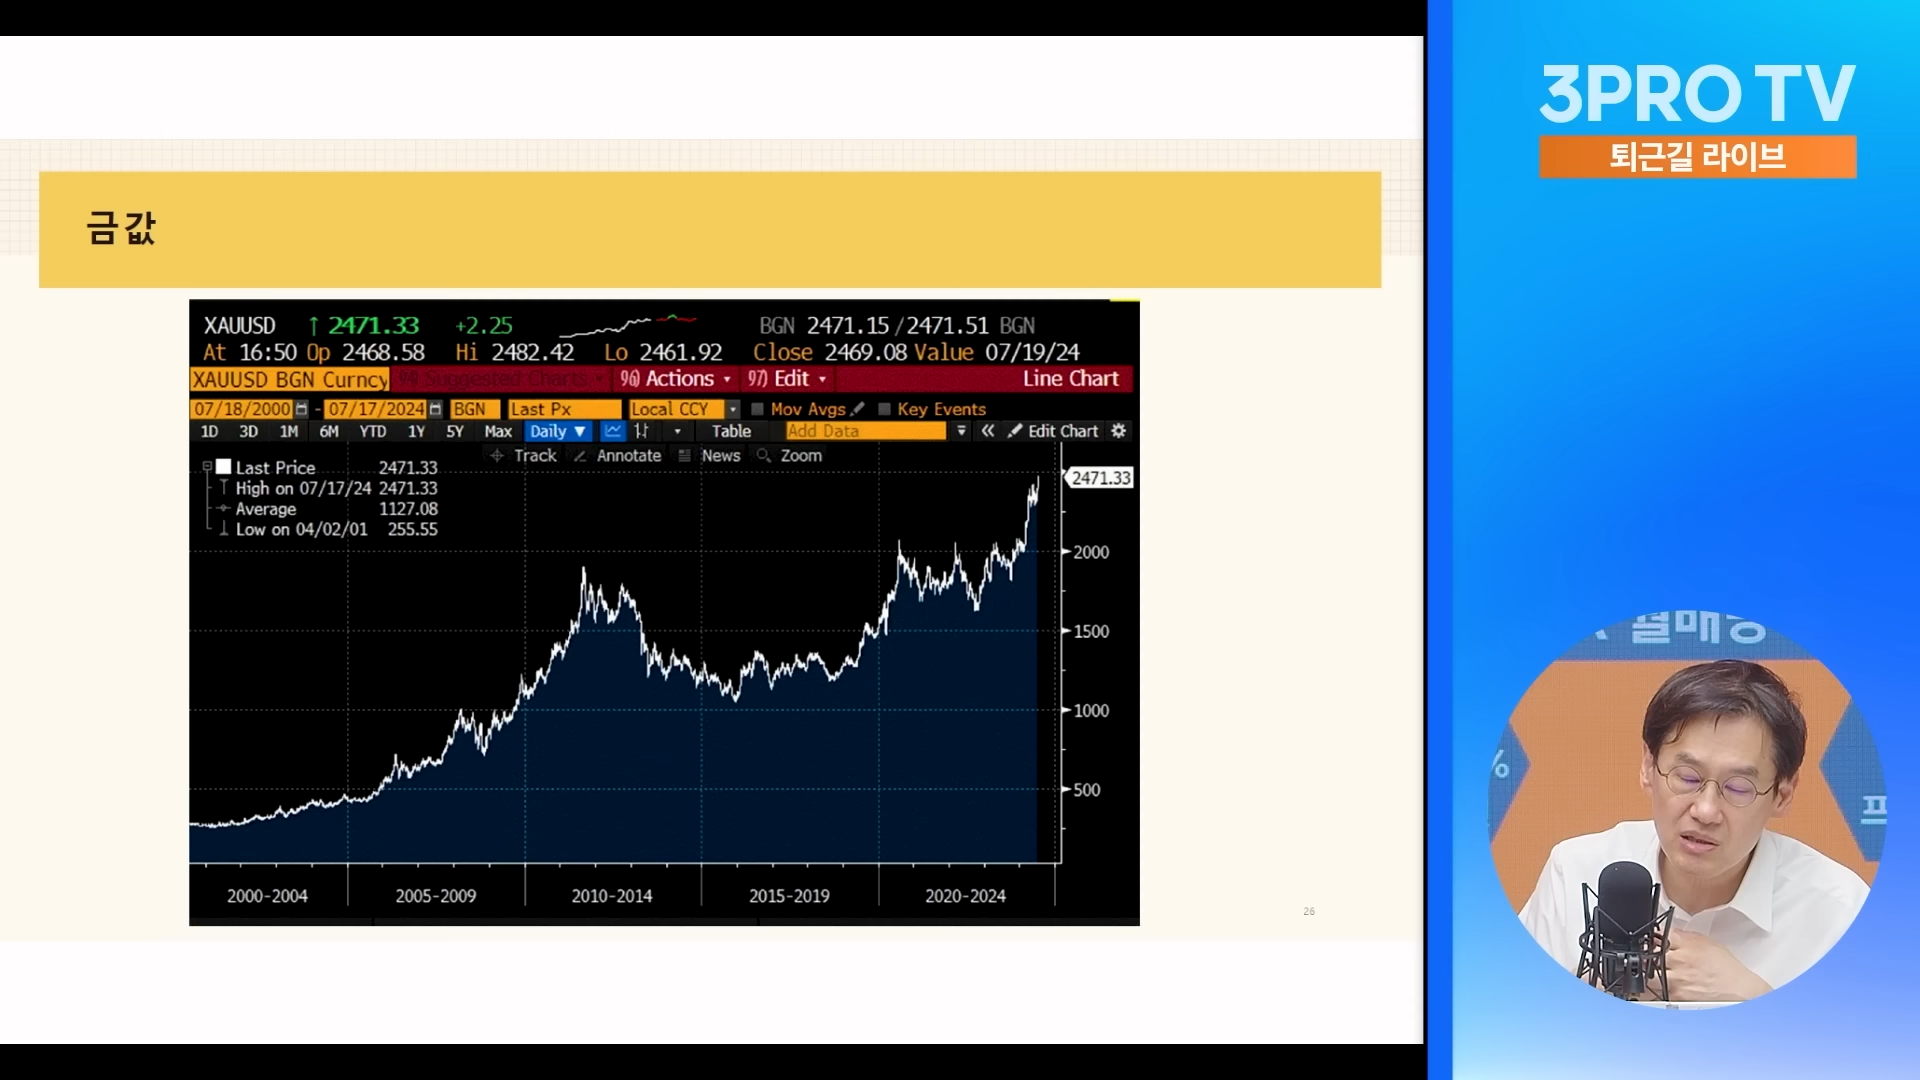 3PRO TV
퇴근길 라이브
금값
XAUUSD ↑ 2471.33 +2.25 BGN 2471.15 / 2471.51 BGN
At 16:50 Op 2468.58 Hi 2482.42 Lo 2461.92 Close 2469.08 Value 07/19/24
XAUUSD BGN Curncy 94) Suggested Charts 96) Actions 97) Edit Line Chart
07/18/2000 - 07/17/2024 BGN Last Px Local CCY Mov Avgs Key Events
1D 3D 1M 6M YTD 1Y 5Y Max Daily ▼ Table Add Data « Edit Chart
Track Annotate News Zoom
Last Price 2471.33
High on 07/17/24 2471.33
Average 1127.08
Low on 04/02/01 255.55
2471.33
2000
1500
1000
500
2000-2004 2005-2009 2010-2014 2015-2019 2020-2024
26
%
프